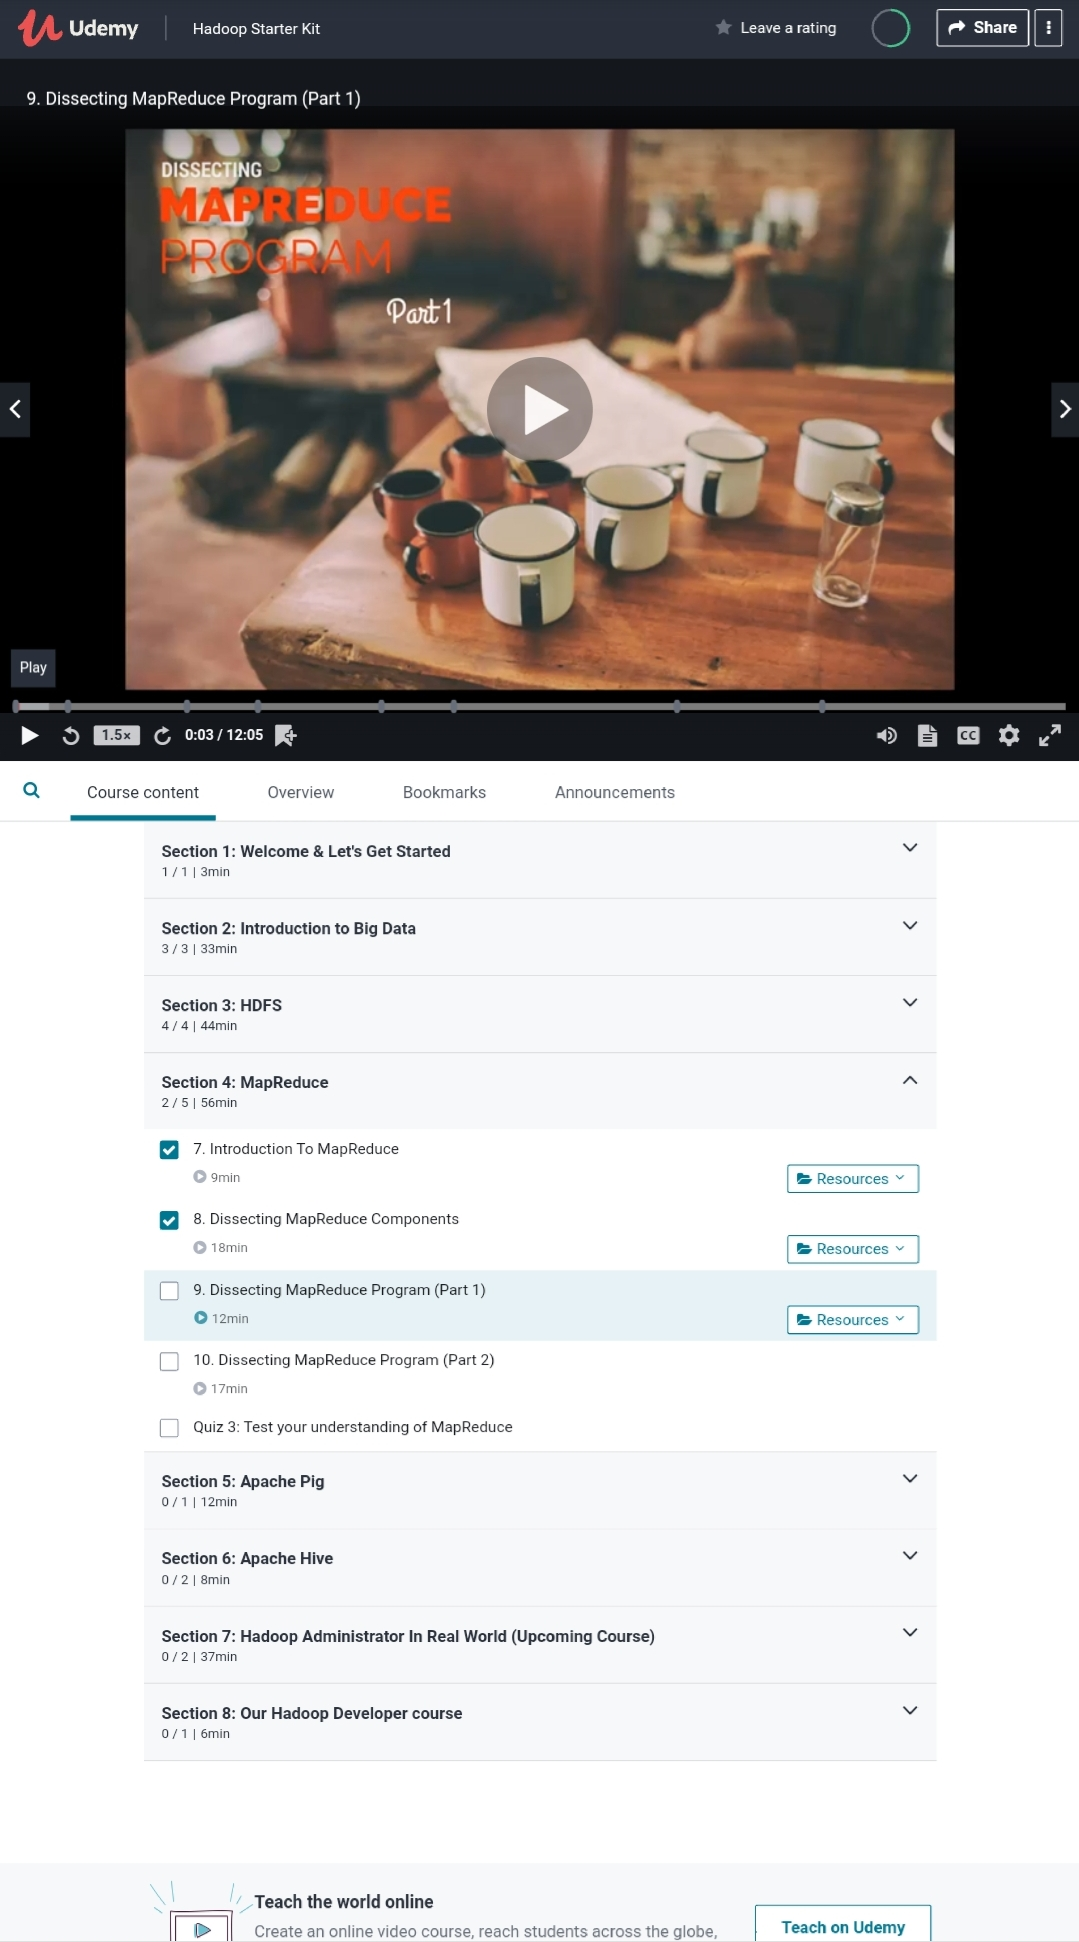 Udemy
Hadoop Starter Kit
Leave a rating
Share
9. Dissecting MapReduce Program (Part 1)
DISSECTING
MAPREDUCE
PROGRAM
Part 1
Play
1.5×
0:03 / 12:05
CC
Course content
Overview
Bookmarks
Announcements
Section 1: Welcome & Let's Get Started
1 / 1 | 3min
Section 2: Introduction to Big Data
3 / 3 | 33min
Section 3: HDFS
4 / 4 | 44min
Section 4: MapReduce
2 / 5 | 56min
7. Introduction To MapReduce
9min
Resources
8. Dissecting MapReduce Components
18min
Resources
9. Dissecting MapReduce Program (Part 1)
12min
Resources
10. Dissecting MapReduce Program (Part 2)
17min
Quiz 3: Test your understanding of MapReduce
Section 5: Apache Pig
0 / 1 | 12min
Section 6: Apache Hive
0 / 2 | 8min
Section 7: Hadoop Administrator In Real World (Upcoming Course)
0 / 2 | 37min
Section 8: Our Hadoop Developer course
0 / 1 | 6min
Teach the world online
Create an online video course, reach students across the globe,
Teach on Udemy